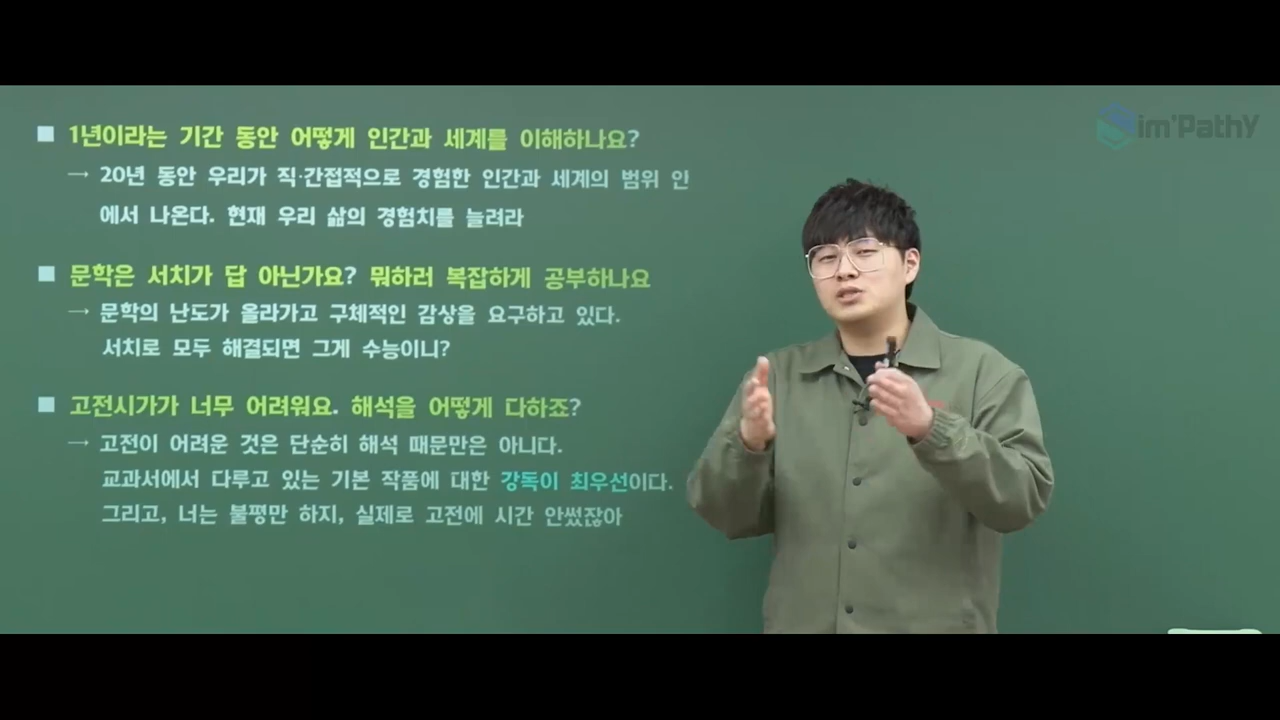 1년이라는 기간 동안 어떻게 인간과 세계를 이해하나요?
→ 20년 동안 우리가 직·간접적으로 경험한 인간과 세계의 범위 안
에서 나온다. 현재 우리 삶의 경험치를 늘려라
문학은 서치가 답 아닌가요? 뭐하러 복잡하게 공부하나요
→ 문학의 난도가 올라가고 구체적인 감상을 요구하고 있다.
서치로 모두 해결되면 그게 수능이니?
고전시가가 너무 어려워요. 해석을 어떻게 다하죠?
→ 고전이 어려운 것은 단순히 해석 때문만은 아니다.
교과서에서 다루고 있는 기본 작품에 대한 강독이 최우선이다.
그리고, 너는 불평만 하지, 실제로 고전에 시간 안썼잖아
im'PathY